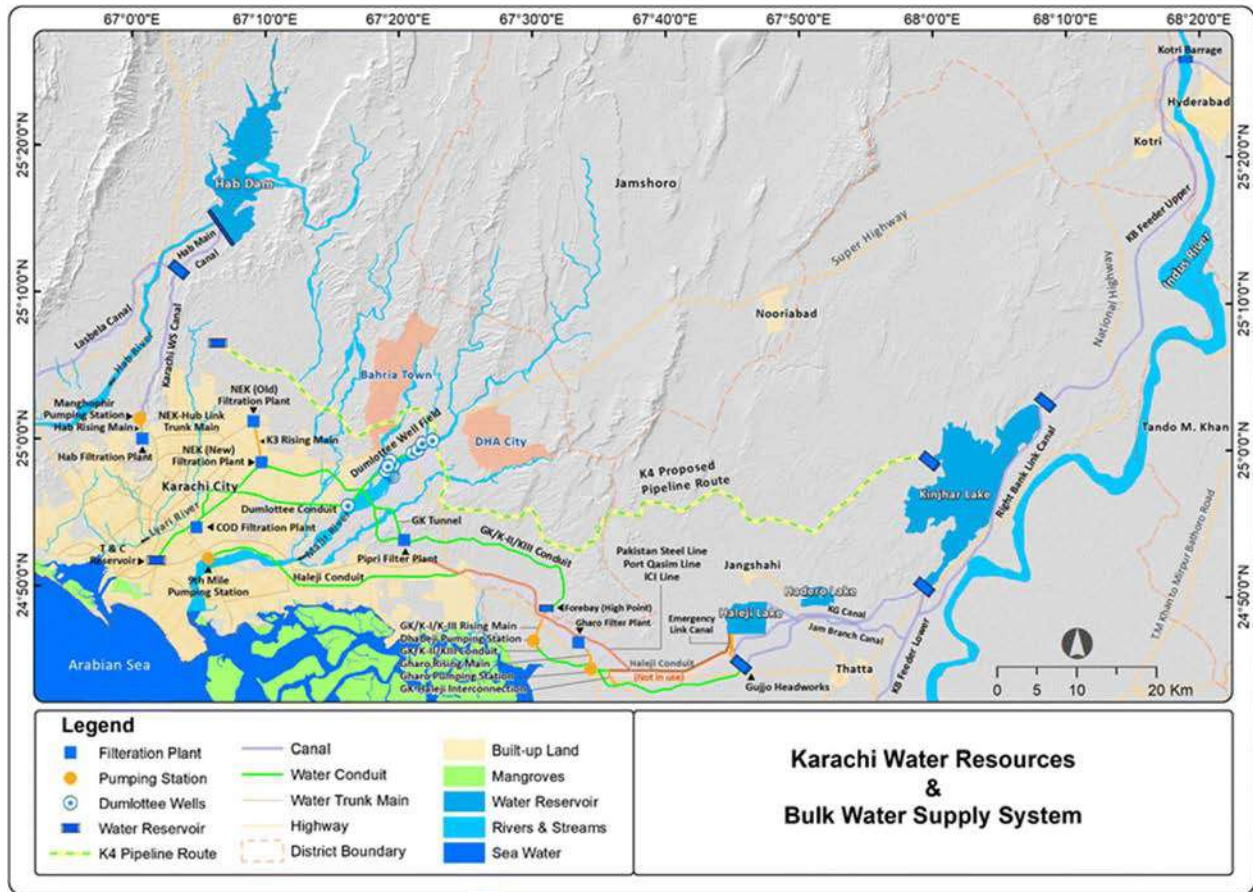 67°0'0"E
67°10'0"E
67°20'0"E
67°40'0"E
67°50'0"E
68°0'0"E
68°10'0"E
68°20'0"E
25°20'0"N
25°10'0"N
25°0'0"N
24°50'0"N
25°20'0"N
25°10'0"N
25°0'0"N
24°50'0"N
Kotri Barrage
Hyderabad
Kotri
Hab Dam
Jamshoro
Super Highway
KB Feeder Upper
Indus River
National Highway
Hab Main
Canal
Lasbela Canal
Hab River
Karachi WS Canal
Nooriabad
Bahria Town
DHA City
Manghophir
Pumping Station
Hab Rising Main
Hab Filtration Plant
NEK-Hub Link
Trunk Main
NEK (Old)
Filtration Plant
K3 Rising Main
NEK (New)
Filtration Plant
Dumlottee Well Field
Karachi City
Dumlottee Conduit
Lyari River
COD Filtration Plant
T & C
Reservoir
Malir River
GK Tunnel
Pipri Filter Plant
GK/K-II/KIII Conduit
Haleji Conduit
9th Mile
Pumping Station
K4 Proposed
Pipeline Route
Tando M. Khan
Kinjhar Lake
Right Bank Link Canal
Pakistan Steel Line
Port Qasim Line
ICI Line
Jangshahi
Hadero Lake
Haleji Lake
KG Canal
Jam Branch Canal
Emergency
Link Canal
Forebay (High Point)
Gharo Filter Plant
GK/K-I/K-III Rising Main
Dhabeji Pumping Station
GK/K-II/KIII Conduit
Gharo Rising Main
Gharo Pumping Station
GK-Haleji Interconnection
Haleji Conduit
(Not in use)
Gujjo Headworks
Thatta
KB Feeder Lower
T.M Khan to Mirpur Bathoro Road
Arabian Sea
0 5 10 20 Km
Legend
Filteration Plant
Pumping Station
Dumlottee Wells
Water Reservoir
K4 Pipeline Route
Canal
Water Conduit
Water Trunk Main
Highway
District Boundary
Built-up Land
Mangroves
Water Reservoir
Rivers & Streams
Sea Water
Karachi Water Resources
&
Bulk Water Supply System